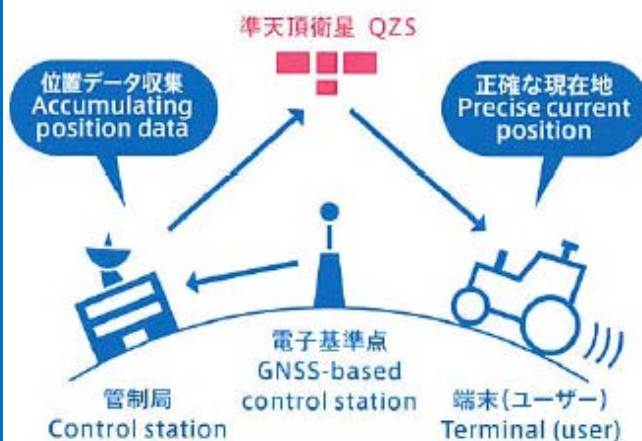 準天頂衛星 QZS
位置データ収集
Accumulating
position data
正確な現在地
Precise current
position
電子基準点
GNSS-based
control station
管制局
Control station
端末(ユーザー)
Terminal (user)